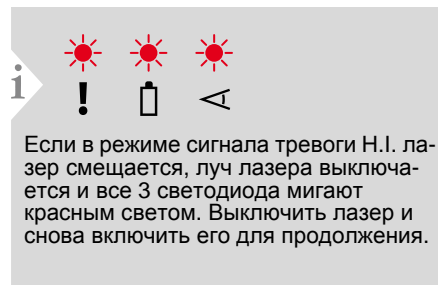 i
!
Если в режиме сигнала тревоги H.I. ла-
зер смещается, луч лазера выключа-
ется и все 3 светодиода мигают
красным светом. Выключить лазер и
снова включить его для продолжения.